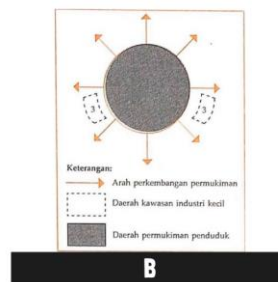 3
3
Keterangan:
Arah perkembangan permukiman
Daerah kawasan industri kecil
Daerah permukiman penduduk
B